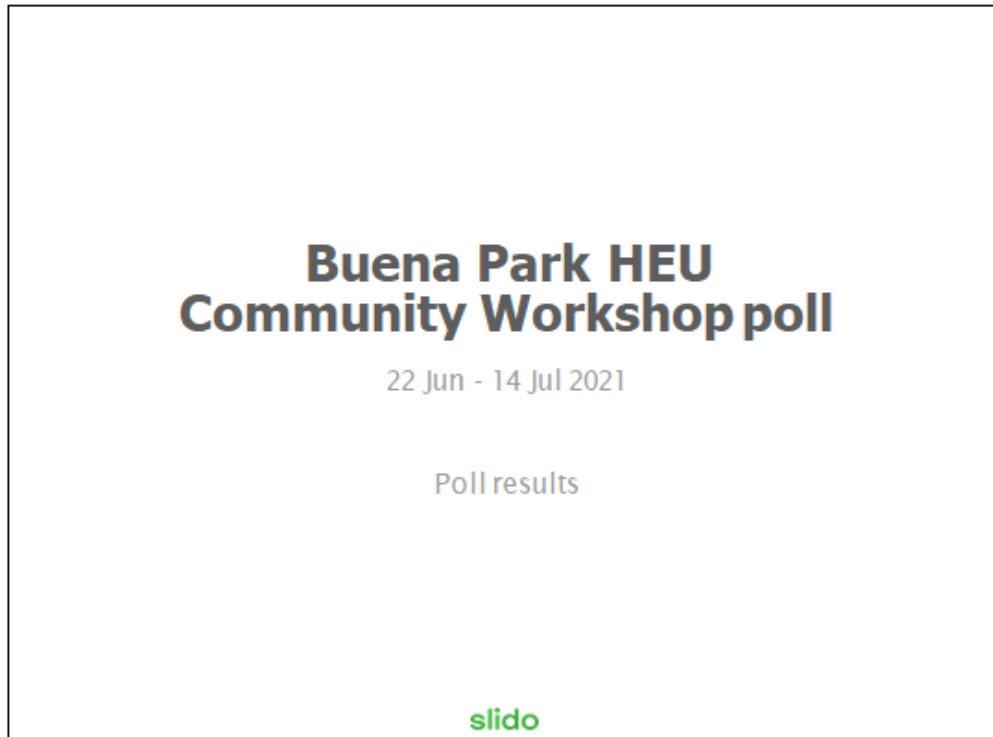 Buena Park HEU
Community Workshop poll
22 Jun - 14 Jul 2021
Poll results
slido